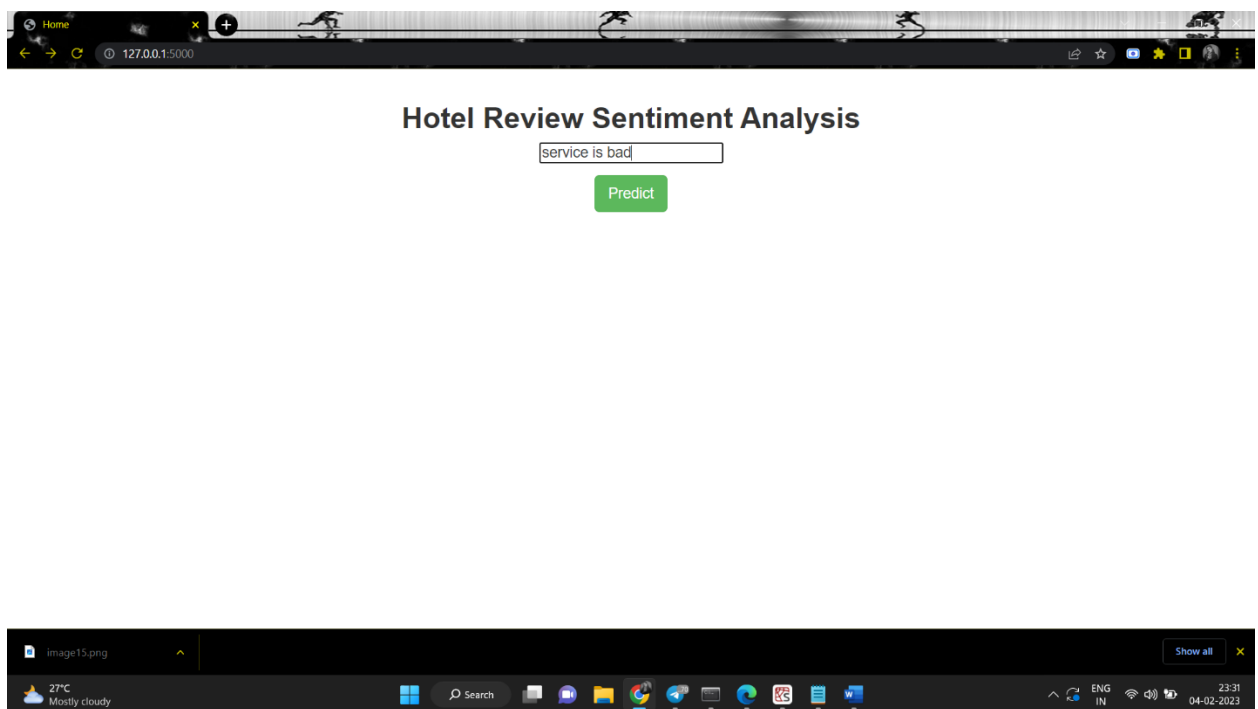 Home
127.0.0.1:5000
Hotel Review Sentiment Analysis
service is bad
Predict
image15.png
Show all
27°C
Mostly cloudy
Search
ENG
IN
23:31
04-02-2023